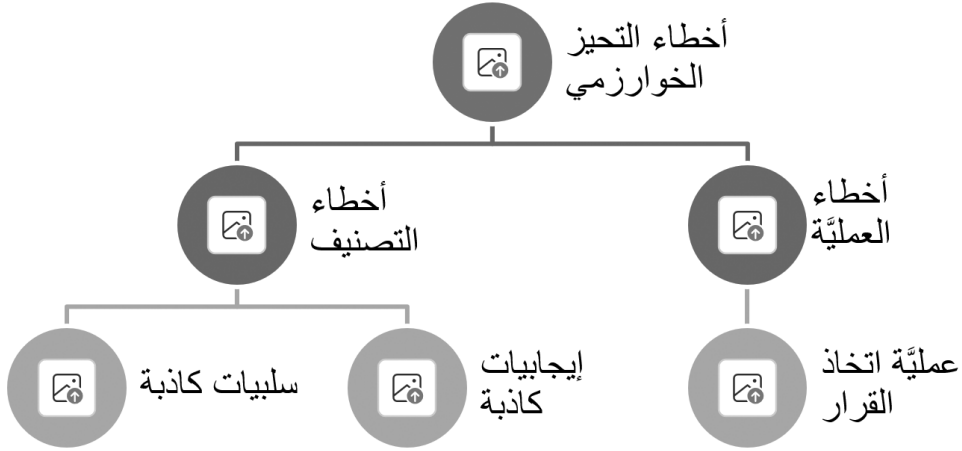 أخطاء التحيز
الخوارزمي
أخطاء
العمليَّة
أخطاء
التصنيف
عمليَّة اتخاذ
القرار
إيجابيات
كاذبة
سلبيات كاذبة